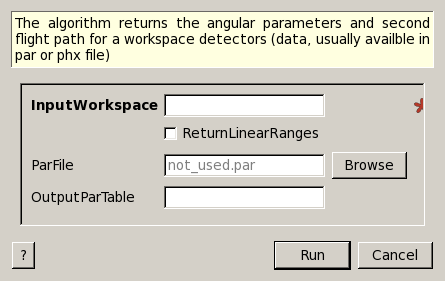 The algorithm returns the angular parameters and second
flight path for a workspace detectors (data, usually availble in
par or phx file)
InputWorkspace
ReturnLinearRanges
ParFile not_used.par Browse
OutputParTable
? Run Cancel